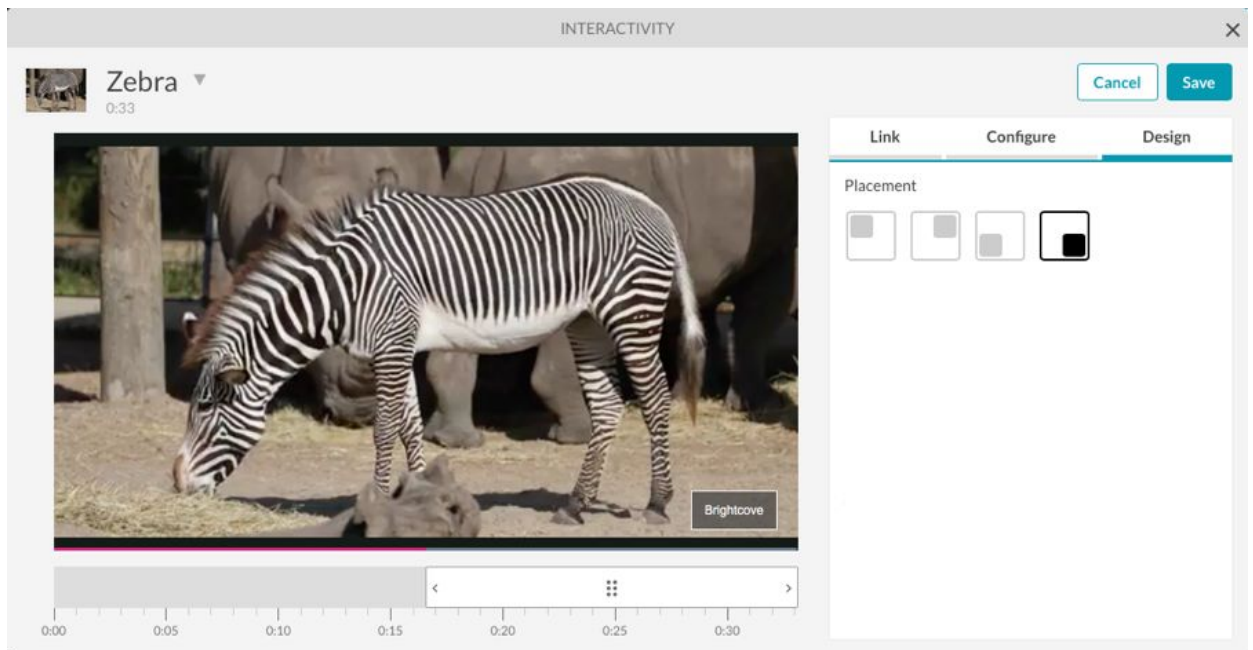 INTERACTIVITY
Zebra
0:33
Cancel
Save
Link
Configure
Design
Placement
Brightcove
0:00
0:05
0:10
0:15
0:20
0:25
0:30